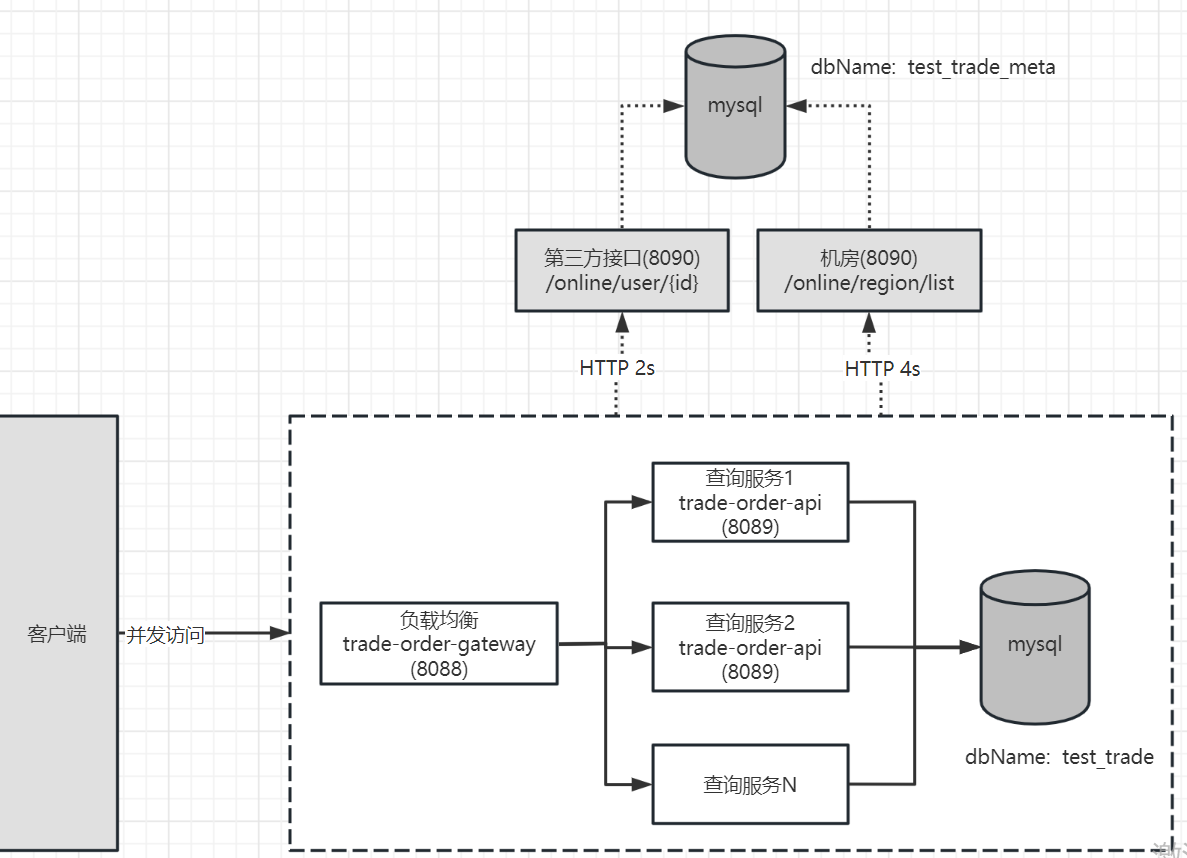 mysql
dbName: test_trade_meta
第三方接口(8090)
/online/user/{id}
机房(8090)
/online/region/list
HTTP 2s
HTTP 4s
客户端
并发访问
负载均衡
trade-order-gateway
(8088)
查询服务1
trade-order-api
(8089)
查询服务2
trade-order-api
(8089)
查询服务N
mysql
dbName: test_trade